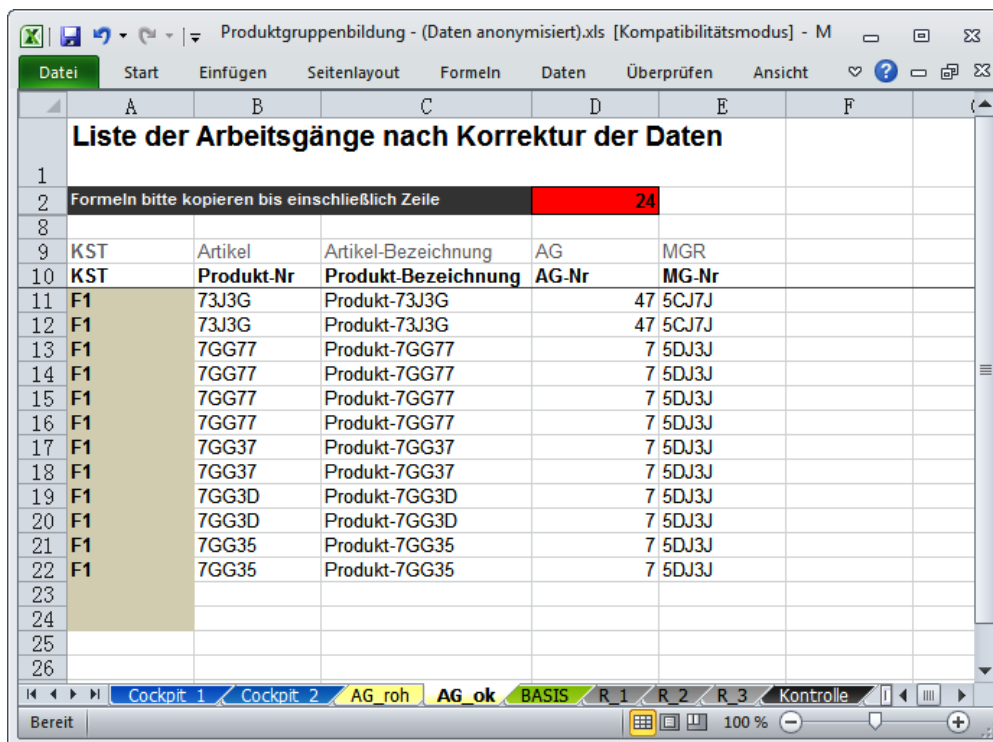 Produktgruppenbildung - (Daten anonymisiert).xls [Kompatibilitätsmodus] - M
Datei Start Einfügen Seitenlayout Formeln Daten Überprüfen Ansicht
A B C D E F
1 Liste der Arbeitsgänge nach Korrektur der Daten
2 Formeln bitte kopieren bis einschließlich Zeile 24
8
9 KST Artikel Artikel-Bezeichnung AG MGR
10 KST Produkt-Nr Produkt-Bezeichnung AG-Nr MG-Nr
11 F1 73J3G Produkt-73J3G 47 5CJ7J
12 F1 73J3G Produkt-73J3G 47 5CJ7J
13 F1 7GG77 Produkt-7GG77 7 5DJ3J
14 F1 7GG77 Produkt-7GG77 7 5DJ3J
15 F1 7GG77 Produkt-7GG77 7 5DJ3J
16 F1 7GG77 Produkt-7GG77 7 5DJ3J
17 F1 7GG37 Produkt-7GG37 7 5DJ3J
18 F1 7GG37 Produkt-7GG37 7 5DJ3J
19 F1 7GG3D Produkt-7GG3D 7 5DJ3J
20 F1 7GG3D Produkt-7GG3D 7 5DJ3J
21 F1 7GG35 Produkt-7GG35 7 5DJ3J
22 F1 7GG35 Produkt-7GG35 7 5DJ3J
23
24
25
26
Cockpit_1 Cockpit_2 AG_roh AG_ok BASIS R_1 R_2 R_3 Kontrolle
Bereit 100 %